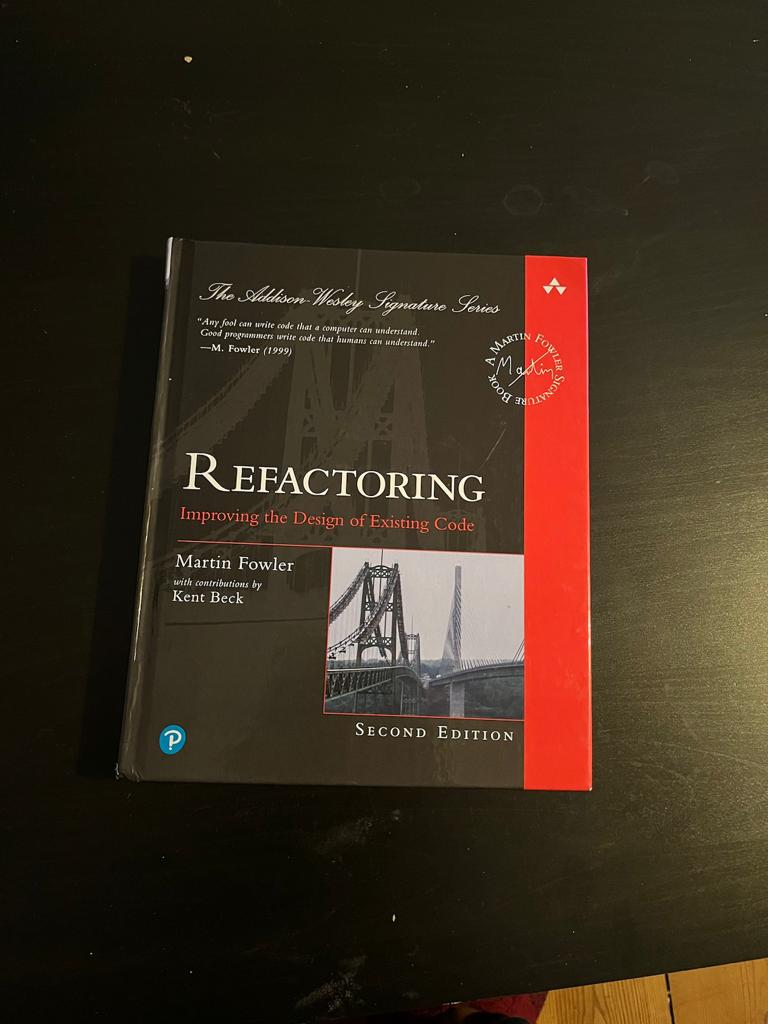 The Addison-Wesley Signature Series
“Any fool can write code that a computer can understand.
Good programmers write code that humans can understand.”
—M. Fowler (1999)
A MARTIN FOWLER SIGNATURE BOOK
Martin
REFACTORING
Improving the Design of Existing Code
Martin Fowler
with contributions by
Kent Beck
SECOND EDITION
P